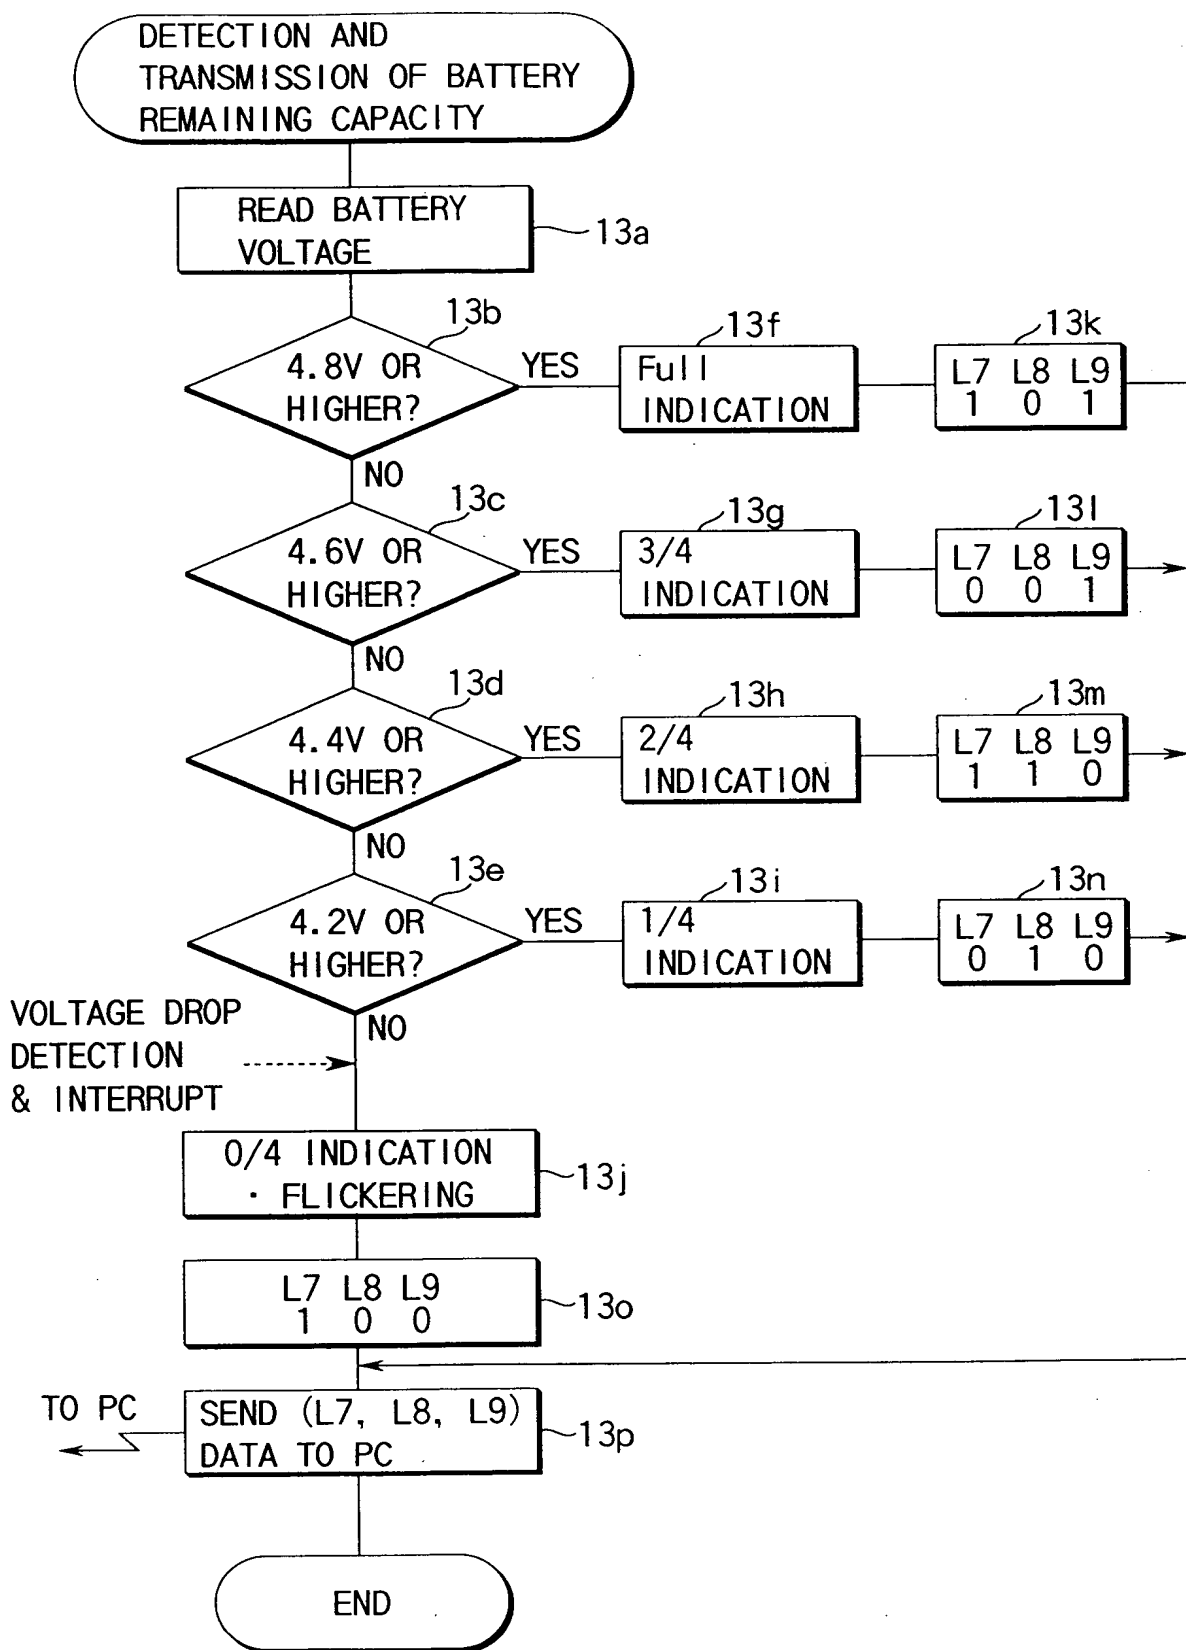 DETECTION AND
TRANSMISSION OF BATTERY
REMAINING CAPACITY
READ BATTERY
VOLTAGE
13a
13b
4.8V OR
HIGHER?
YES
NO
13f
Full
INDICATION
13k
L7 L8 L9
1 0 1
13c
4.6V OR
HIGHER?
YES
NO
13g
3/4
INDICATION
13l
L7 L8 L9
0 0 1
13d
4.4V OR
HIGHER?
YES
NO
13h
2/4
INDICATION
13m
L7 L8 L9
1 1 0
13e
4.2V OR
HIGHER?
YES
NO
13i
1/4
INDICATION
13n
L7 L8 L9
0 1 0
VOLTAGE DROP
DETECTION
& INTERRUPT
0/4 INDICATION
· FLICKERING
13j
L7 L8 L9
1 0 0
13o
TO PC
SEND (L7, L8, L9)
DATA TO PC
13p
END